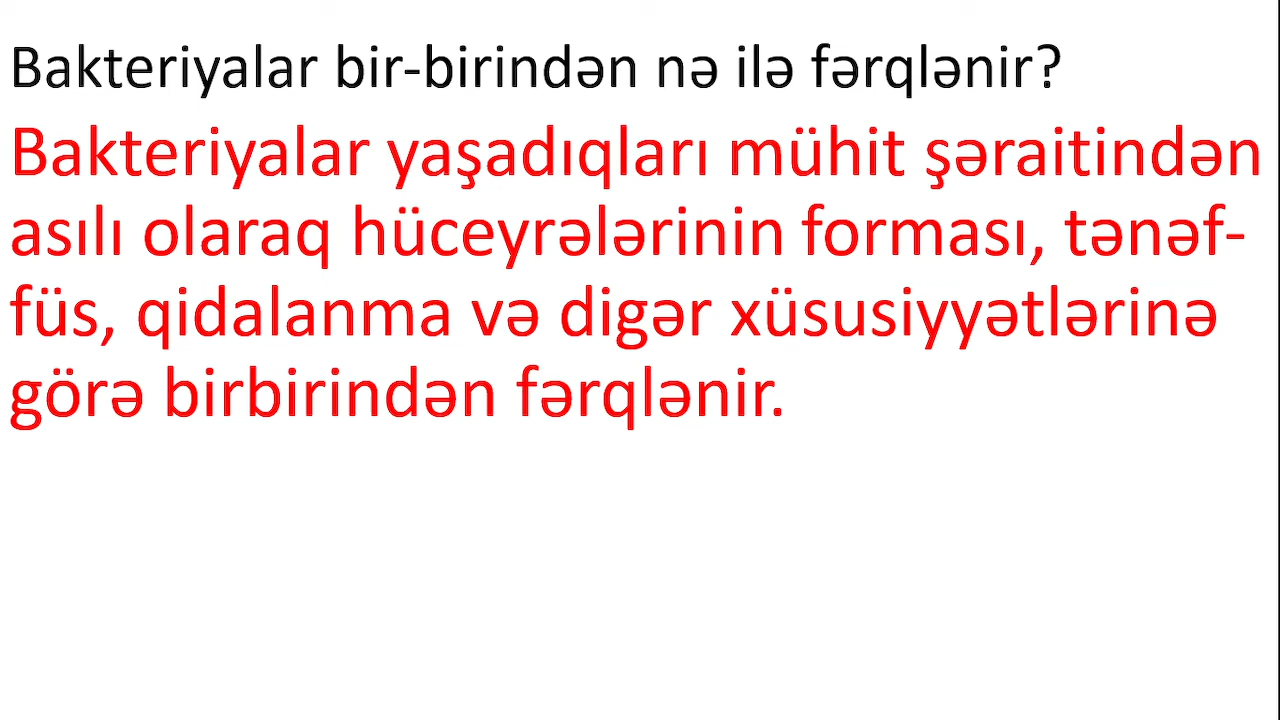 Bakteriyalar bir-birindən nə ilə fərqlənir?
Bakteriyalar yaşadıqları mühit şəraitindən
asılı olaraq hüceyrələrinin forması, tənəf-
füs, qidalanma və digər xüsusiyyətlərinə
görə birbirindən fərqlənir.